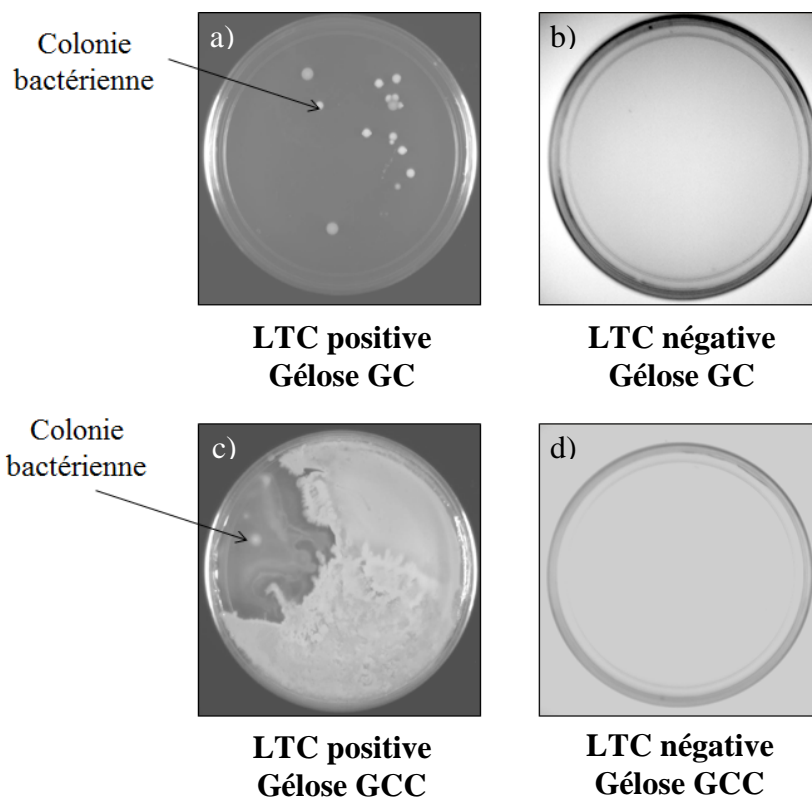 Colonie
bactérienne
a)
b)
LTC positive
Gélose GC
LTC négative
Gélose GC
Colonie
bactérienne
c)
d)
LTC positive
Gélose GCC
LTC négative
Gélose GCC